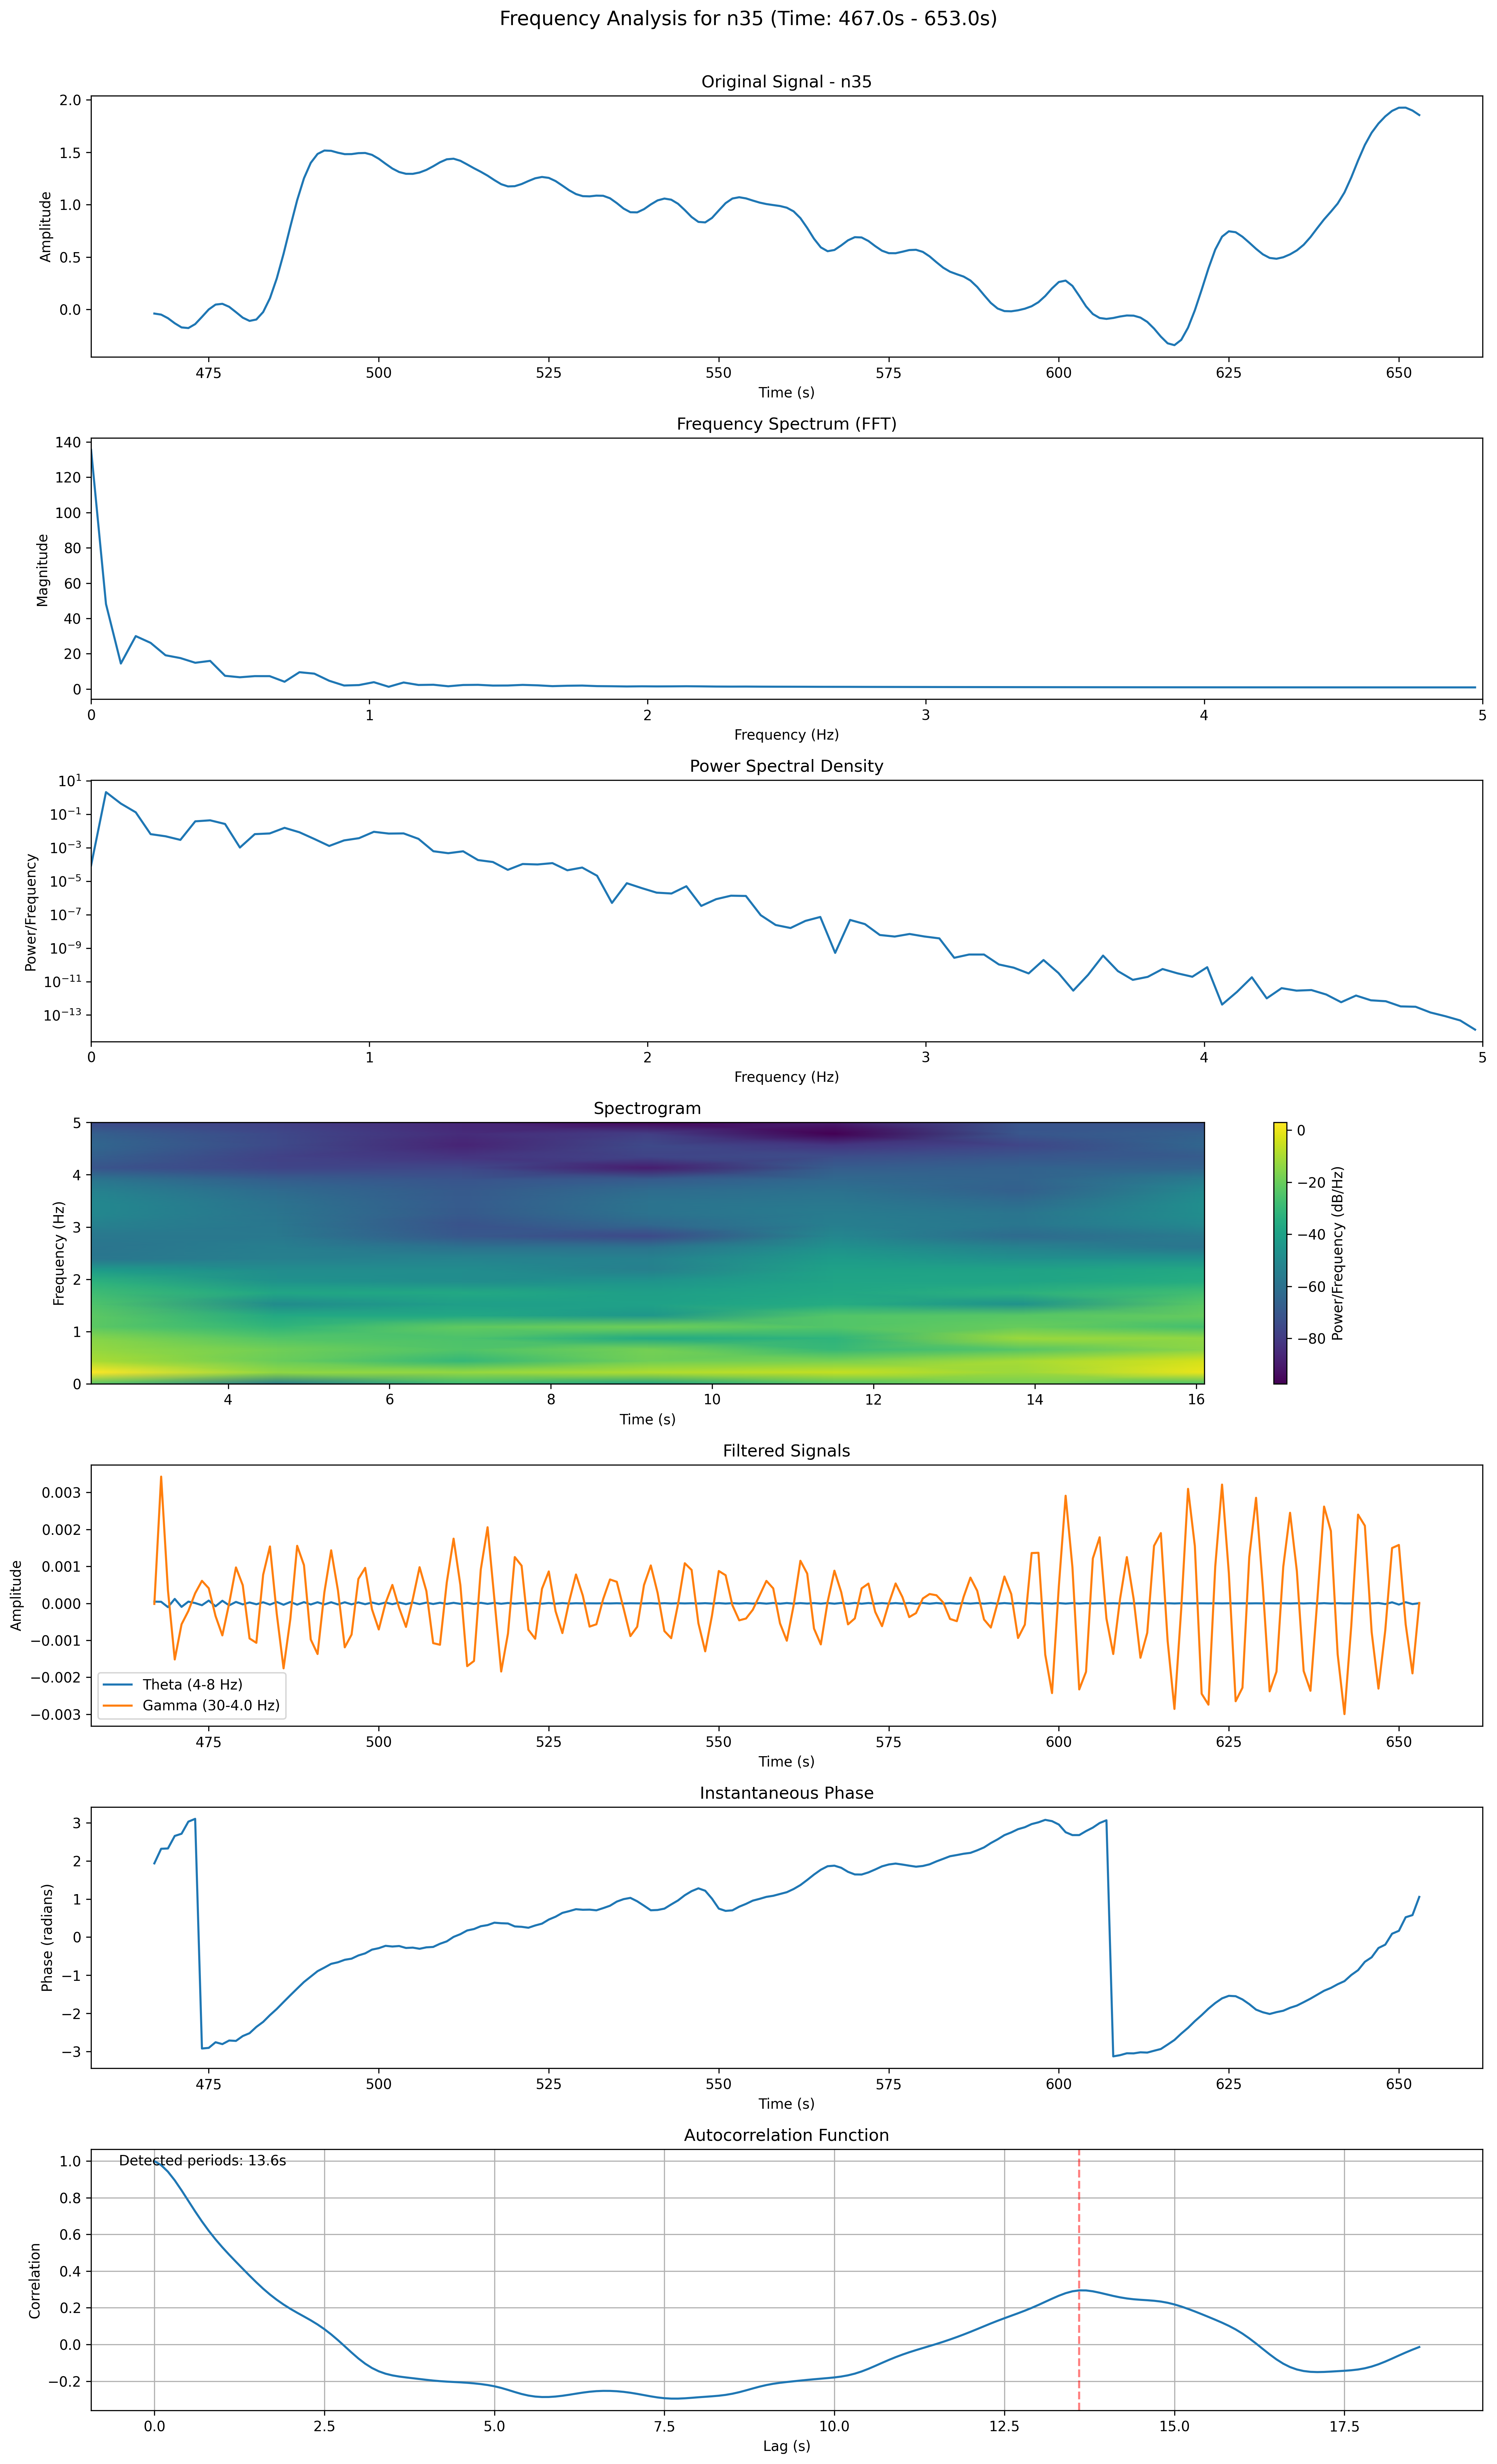 Frequency Analysis for n35 (Time: 467.0s - 653.0s)
Original Signal - n35
Amplitude
2.0
1.5
1.0
0.5
0.0
475 500 525 550 575 600 625 650
Time (s)
Frequency Spectrum (FFT)
Magnitude
140
120
100
80
60
40
20
0
0 1 2 3 4 5
Frequency (Hz)
Power Spectral Density
Power/Frequency
10^1
10^-1
10^-3
10^-5
10^-7
10^-9
10^-11
10^-13
0 1 2 3 4 5
Frequency (Hz)
Spectrogram
Frequency (Hz)
5
4
3
2
1
0
4 6 8 10 12 14 16
Time (s)
0
−20
−40
−60
−80
Power/Frequency (dB/Hz)
Filtered Signals
Amplitude
0.003
0.002
0.001
0.000
−0.001
−0.002
−0.003
Theta (4-8 Hz)
Gamma (30-4.0 Hz)
475 500 525 550 575 600 625 650
Time (s)
Instantaneous Phase
Phase (radians)
3
2
1
0
−1
−2
−3
475 500 525 550 575 600 625 650
Time (s)
Autocorrelation Function
Detected periods: 13.6s
Correlation
1.0
0.8
0.6
0.4
0.2
0.0
−0.2
0.0 2.5 5.0 7.5 10.0 12.5 15.0 17.5
Lag (s)